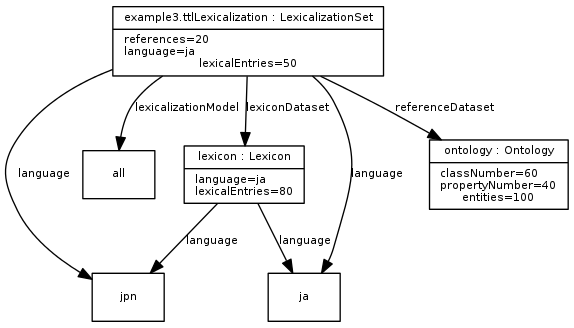 example3.ttlLexicalization : LexicalizationSet
references=20
language=ja
lexicalEntries=50
lexicalizationModel
lexiconDataset
referenceDataset
all
lexicon : Lexicon
language=ja
lexicalEntries=80
ontology : Ontology
classNumber=60
propertyNumber=40
entities=100
language
language
language
language
jpn
ja